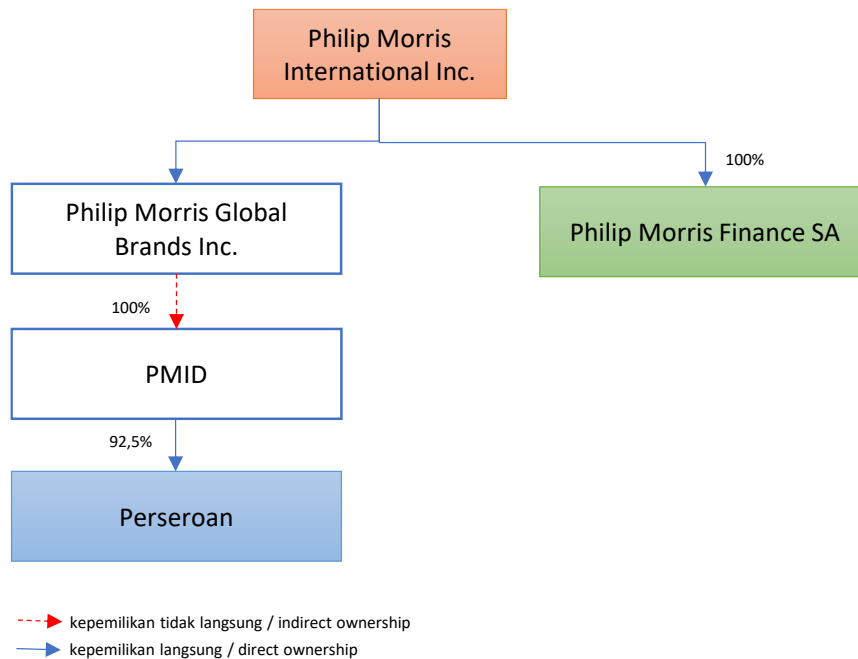 Philip Morris
International Inc.
100%
Philip Morris Global
Brands Inc.
Philip Morris Finance SA
100%
PMID
92,5%
Perseroan
kepemilikan tidak langsung / indirect ownership
kepemilikan langsung / direct ownership